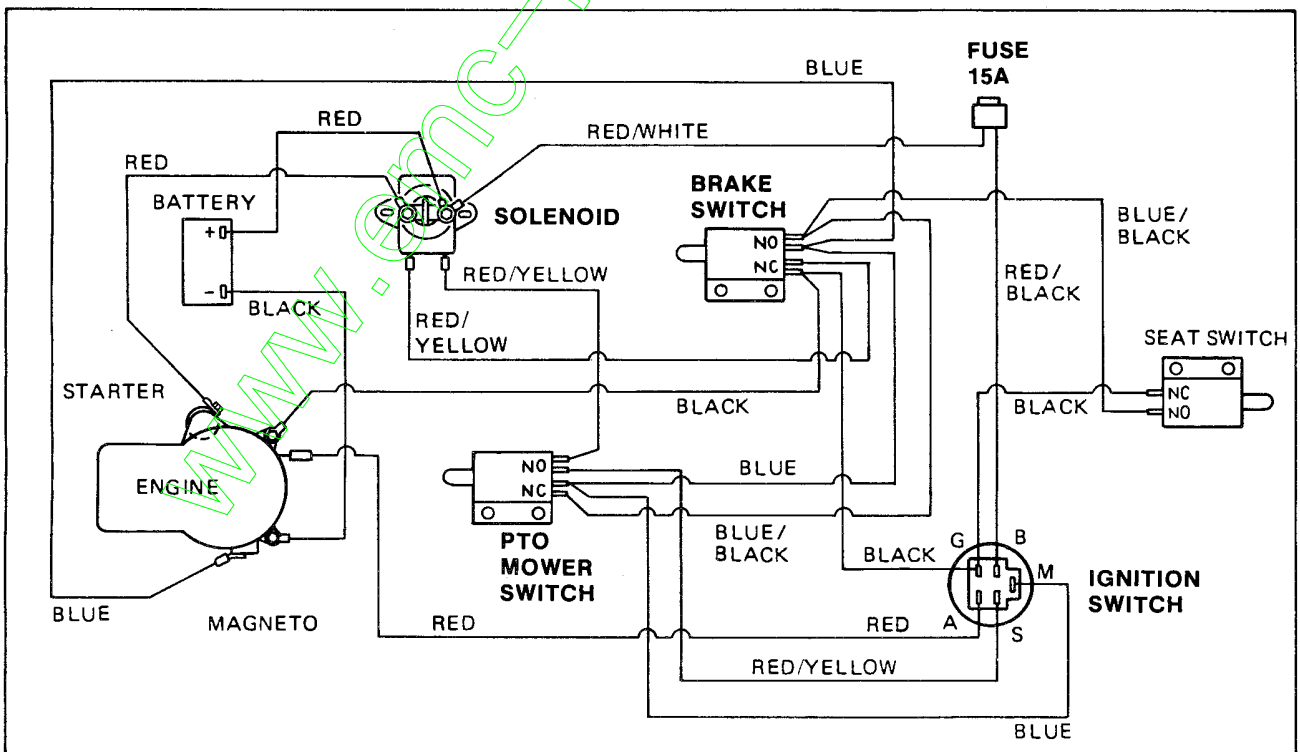 FUSE
15A
BLUE
RED
RED/WHITE
RED
BATTERY
BRAKE
SWITCH
SOLENOID
BLUE/
BLACK
+
NO
NC
RED/YELLOW
RED/
BLACK
-
BLACK
RED/
YELLOW
SEAT SWITCH
STARTER
BLACK
BLACK
NC
NO
NO
NC
BLUE
ENGINE
BLUE/
BLACK
PTO
MOWER
SWITCH
BLACK
G
B
M
IGNITION
SWITCH
BLUE
MAGNETO
RED
RED
A
S
RED/YELLOW
BLUE
www.emc-